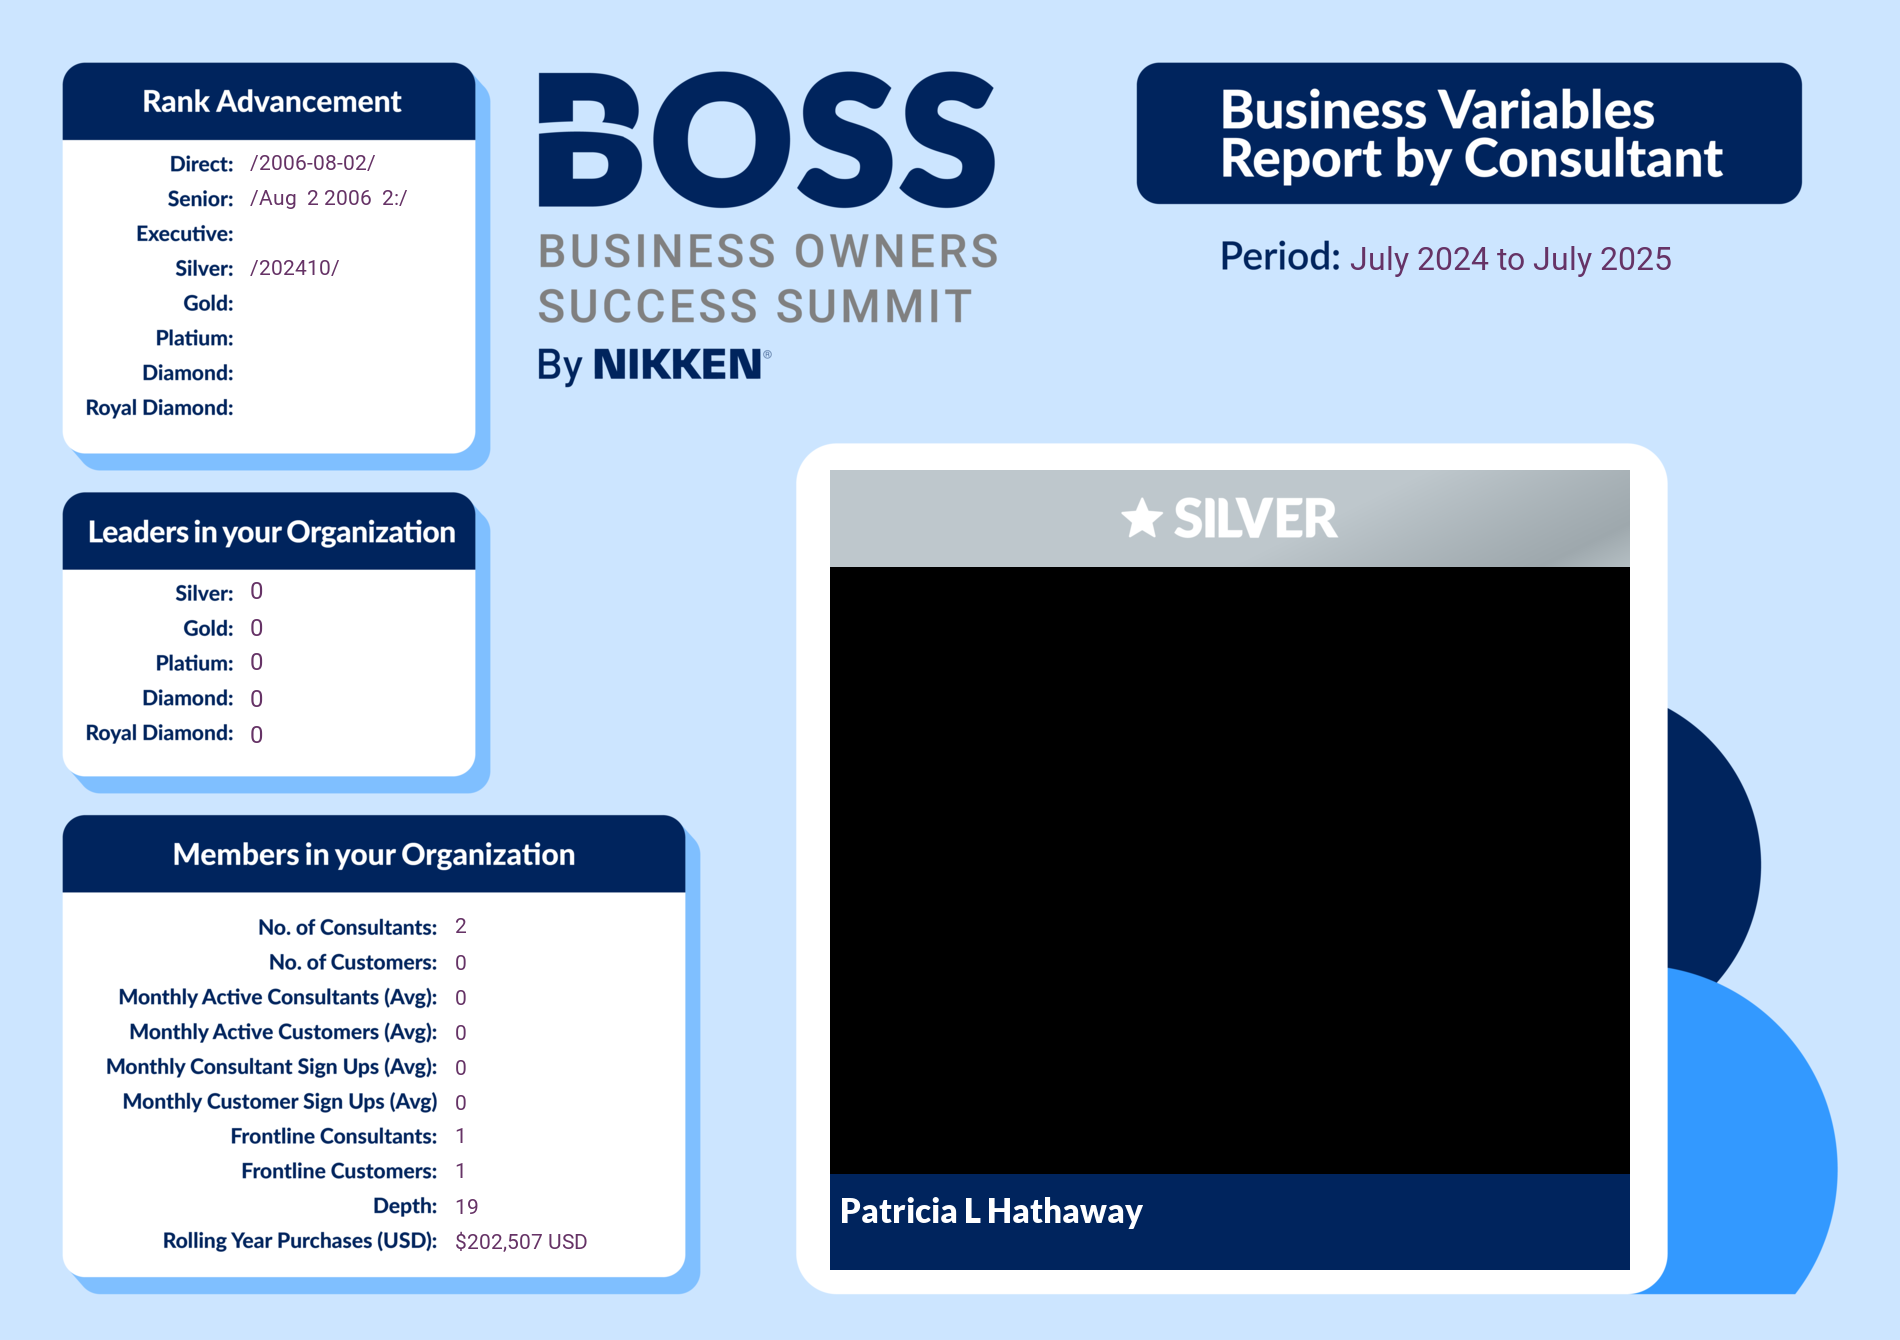 Rank Advancement
Direct: /2006-08-02/
Senior: /Aug 2 2006 2:/
Executive:
Silver: /202410/
Gold:
Platium:
Diamond:
Royal Diamond:
BOSS
BUSINESS OWNERS
SUCCESS SUMMIT
By NIKKEN®
Business Variables
Report by Consultant
Period: July 2024 to July 2025
Leaders in your Organization
Silver: 0
Gold: 0
Platium: 0
Diamond: 0
Royal Diamond: 0
Members in your Organization
No. of Consultants: 2
No. of Customers: 0
Monthly Active Consultants (Avg): 0
Monthly Active Customers (Avg): 0
Monthly Consultant Sign Ups (Avg): 0
Monthly Customer Sign Ups (Avg) 0
Frontline Consultants: 1
Frontline Customers: 1
Depth: 19
Rolling Year Purchases (USD): $202,507 USD
SILVER
Patricia L Hathaway